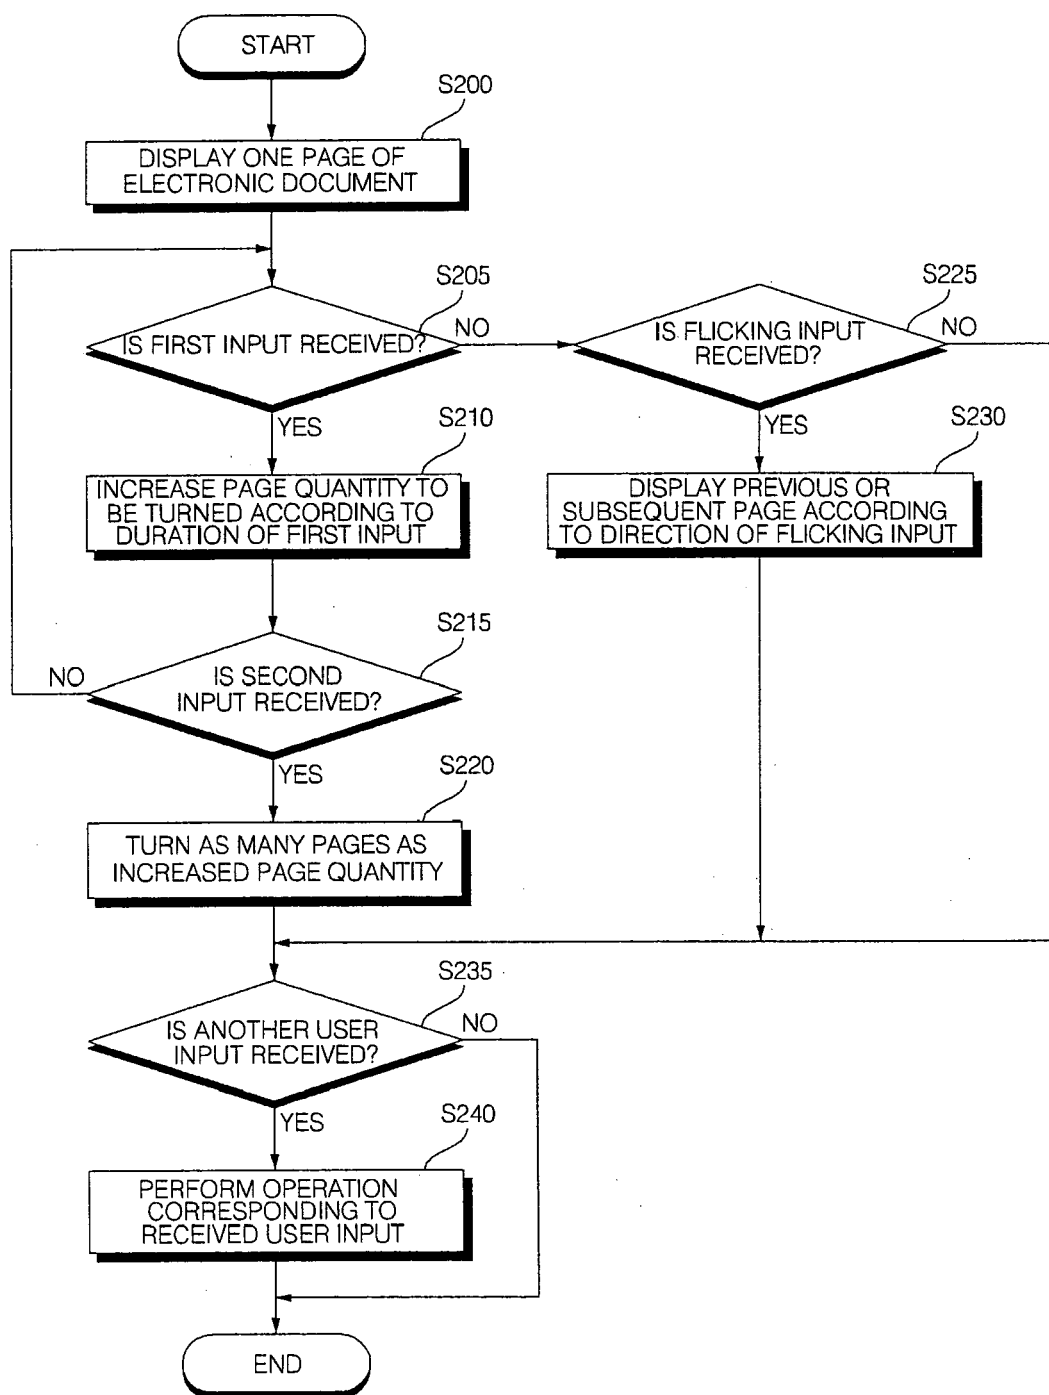 START
S200
DISPLAY ONE PAGE OF
ELECTRONIC DOCUMENT
S205
IS FIRST INPUT RECEIVED?
NO
S225
IS FLICKING INPUT
RECEIVED?
NO
YES
S210
INCREASE PAGE QUANTITY TO
BE TURNED ACCORDING TO
DURATION OF FIRST INPUT
YES
S230
DISPLAY PREVIOUS OR
SUBSEQUENT PAGE ACCORDING
TO DIRECTION OF FLICKING INPUT
S215
NO
IS SECOND
INPUT RECEIVED?
YES
S220
TURN AS MANY PAGES AS
INCREASED PAGE QUANTITY
S235
IS ANOTHER USER
INPUT RECEIVED?
NO
YES
S240
PERFORM OPERATION
CORRESPONDING TO
RECEIVED USER INPUT
END